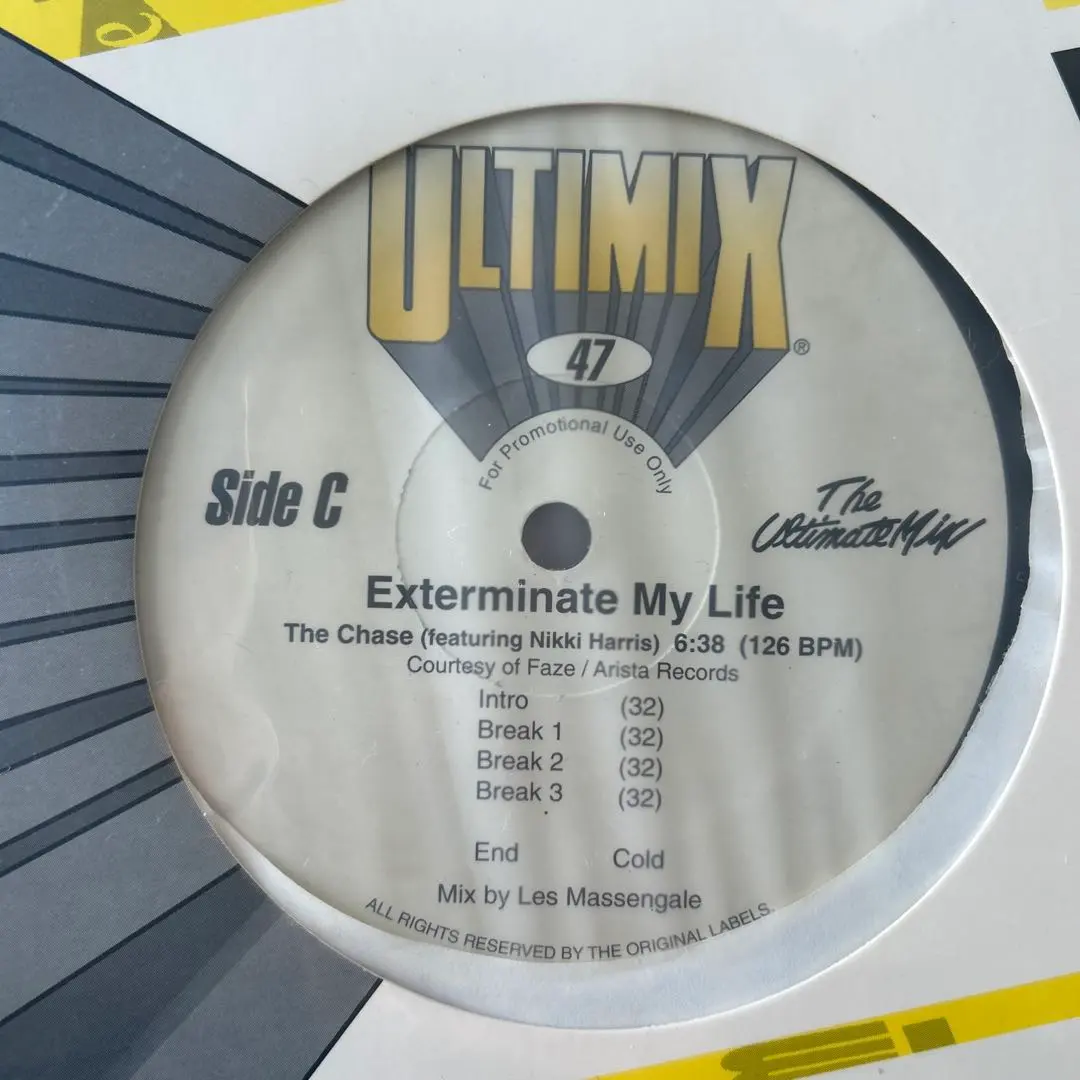 ULTIMIX ®
47
For Promotional Use Only
Side C
The
Ultimate Mix
Exterminate My Life
The Chase (featuring Nikki Harris) 6:38 (126 BPM)
Courtesy of Faze / Arista Records
Intro (32)
Break 1 (32)
Break 2 (32)
Break 3 (32)
End Cold
Mix by Les Massengale
ALL RIGHTS RESERVED BY THE ORIGINAL LABELS.